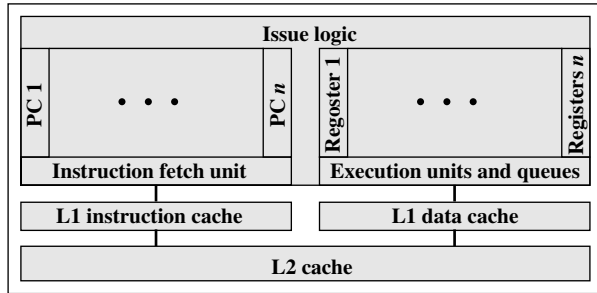 Issue logic
PC 1
PC n
Regoster 1
Registers n
Instruction fetch unit
Execution units and queues
L1 instruction cache
L1 data cache
L2 cache